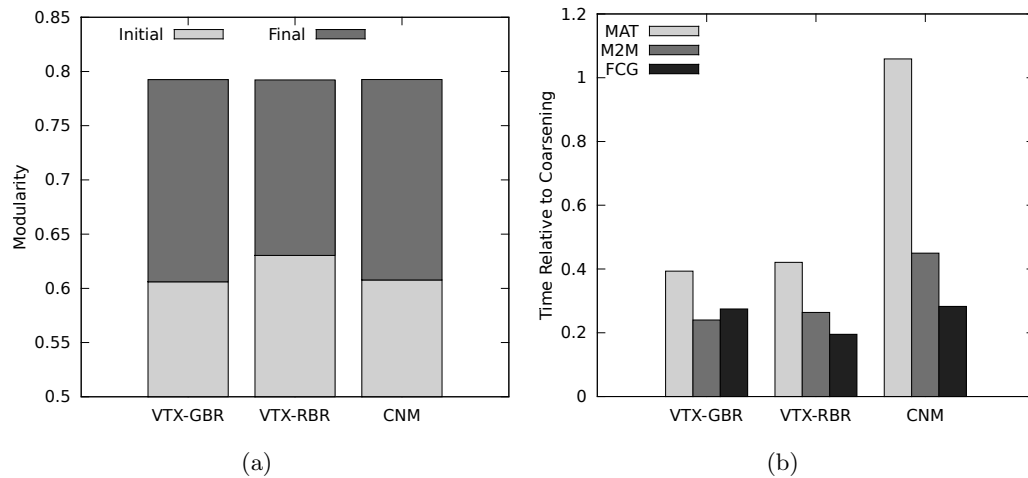 0.85
0.8
0.75
0.7
0.65
0.6
0.55
0.5
Modularity
Initial
Final
VTX-GBR VTX-RBR CNM
(a)
1.2
1
0.8
0.6
0.4
0.2
0
Time Relative to Coarsening
MAT
M2M
FCG
VTX-GBR VTX-RBR CNM
(b)